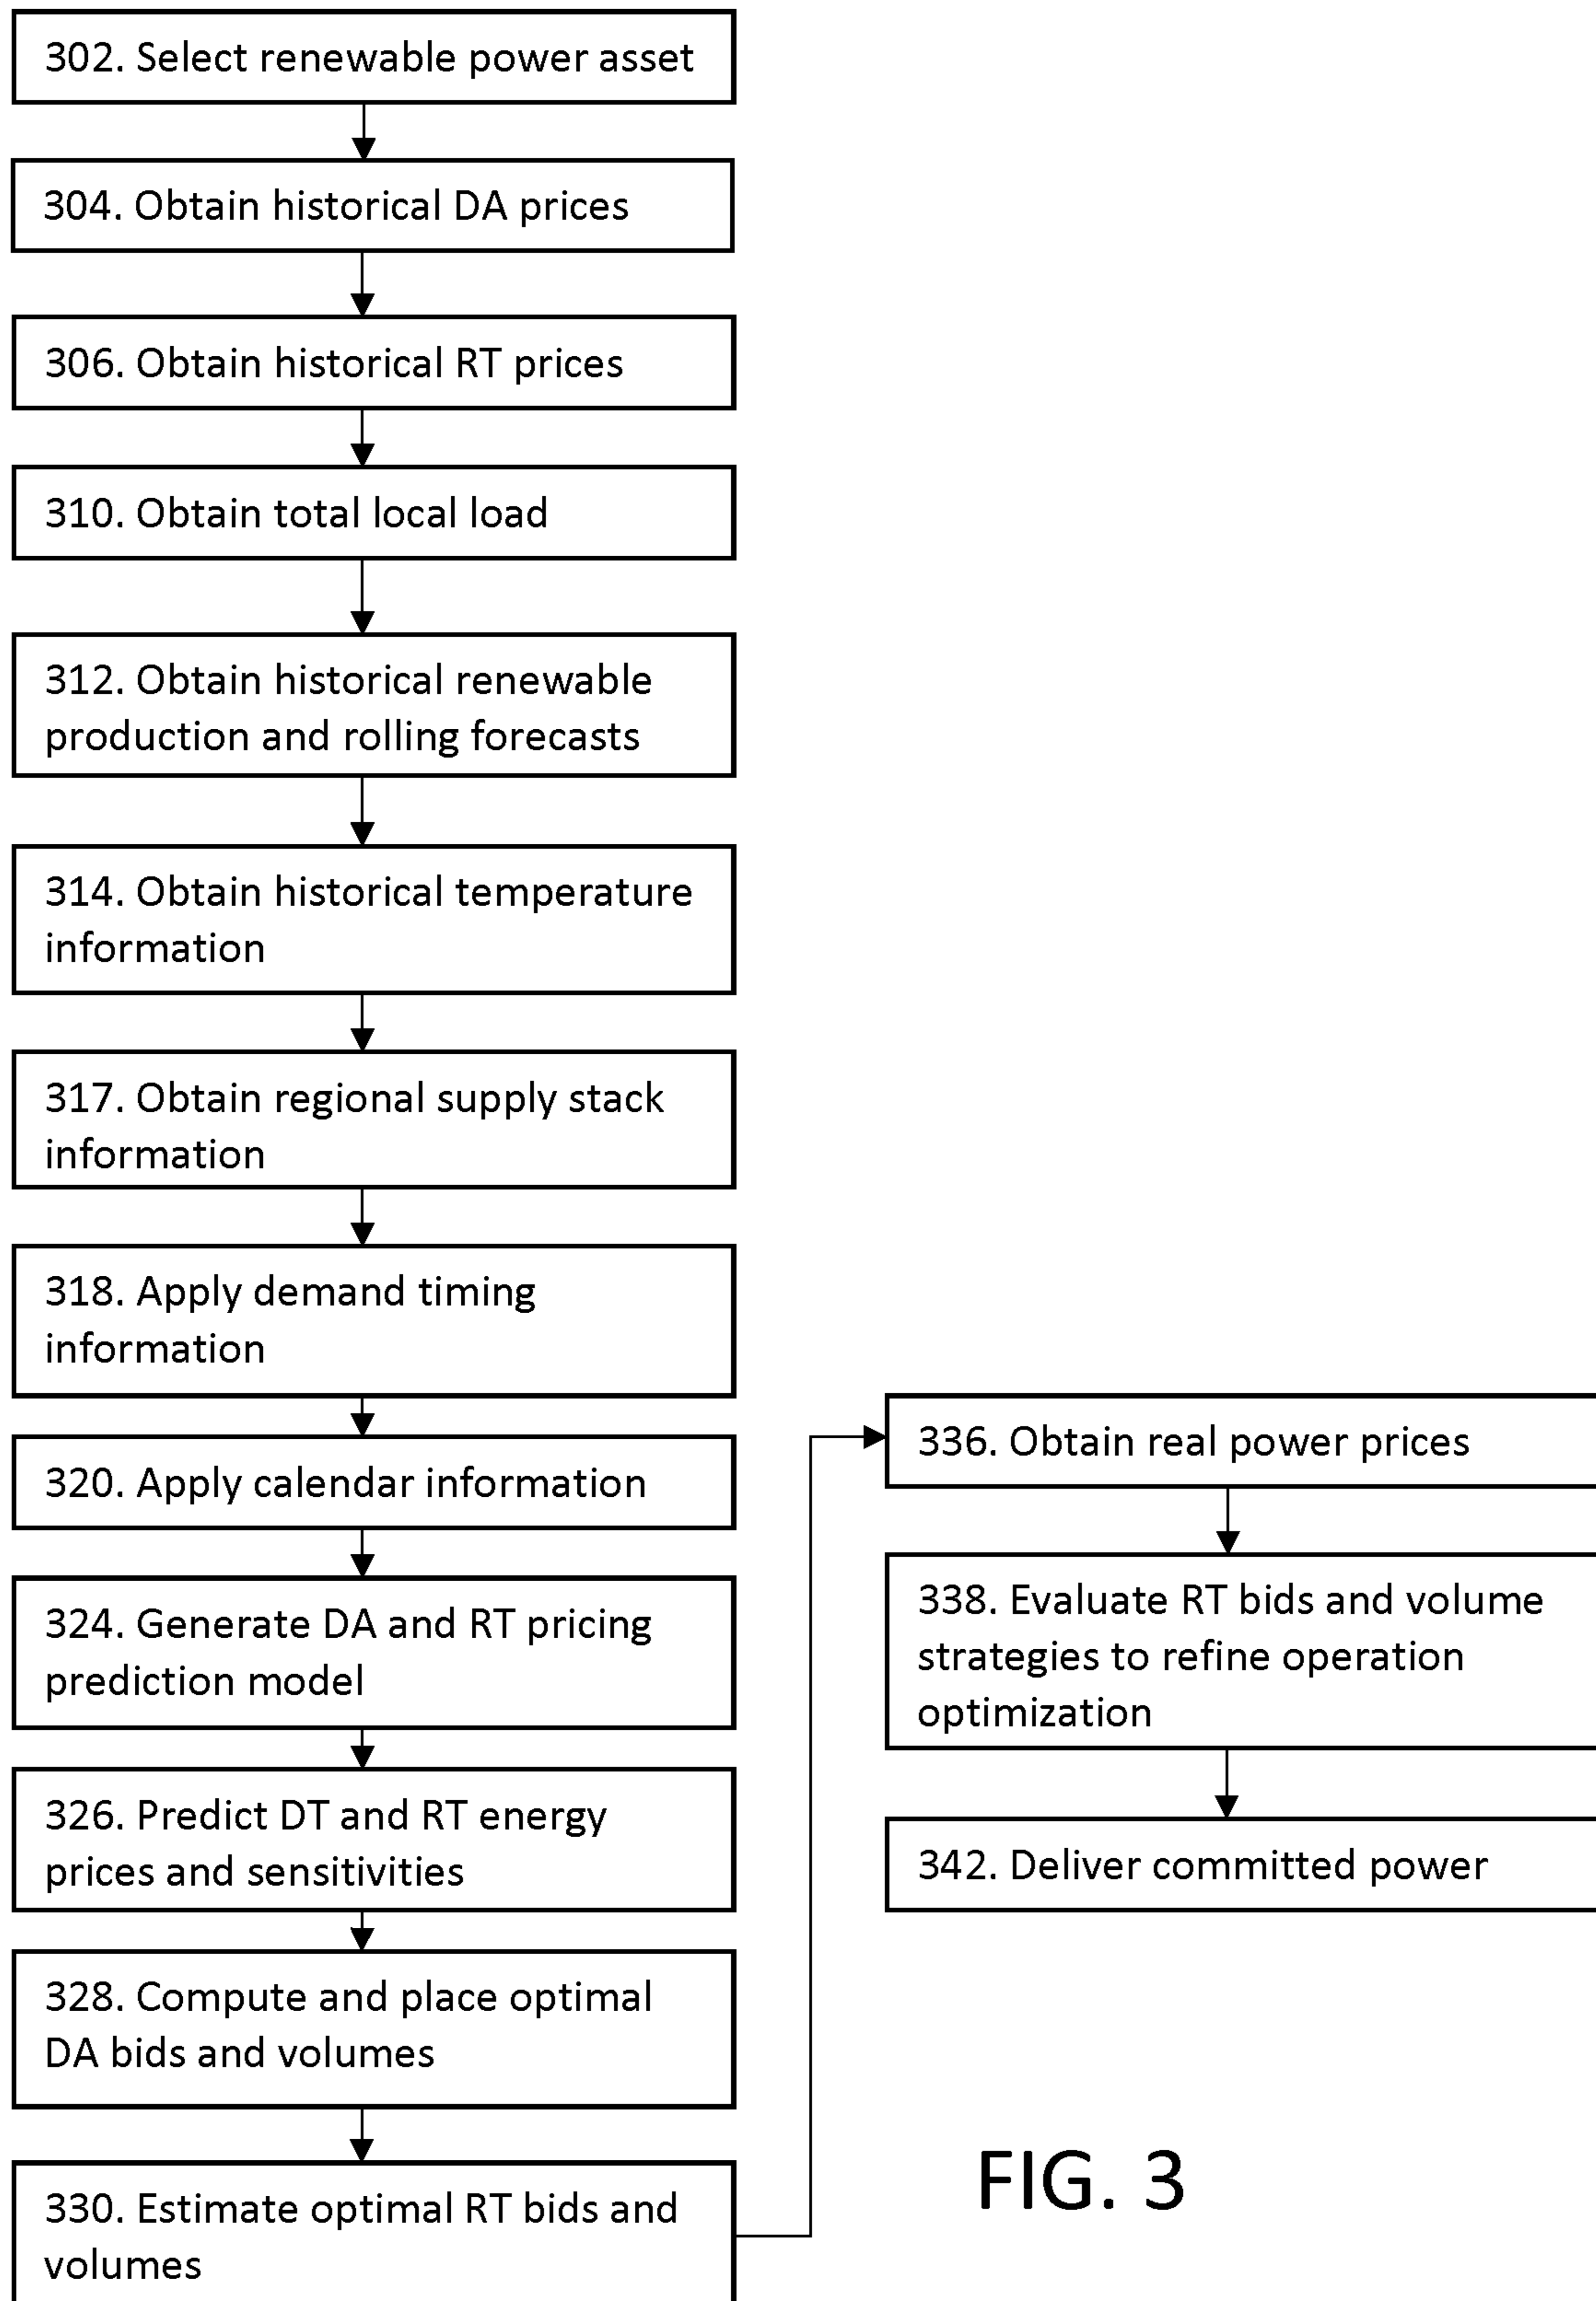 302. Select renewable power asset
304. Obtain historical DA prices
306. Obtain historical RT prices
310. Obtain total local load
312. Obtain historical renewable
production and rolling forecasts
314. Obtain historical temperature
information
317. Obtain regional supply stack
information
318. Apply demand timing
information
320. Apply calendar information
324. Generate DA and RT pricing
prediction model
326. Predict DT and RT energy
prices and sensitivities
328. Compute and place optimal
DA bids and volumes
330. Estimate optimal RT bids and
volumes
336. Obtain real power prices
338. Evaluate RT bids and volume
strategies to refine operation
optimization
342. Deliver committed power
FIG. 3